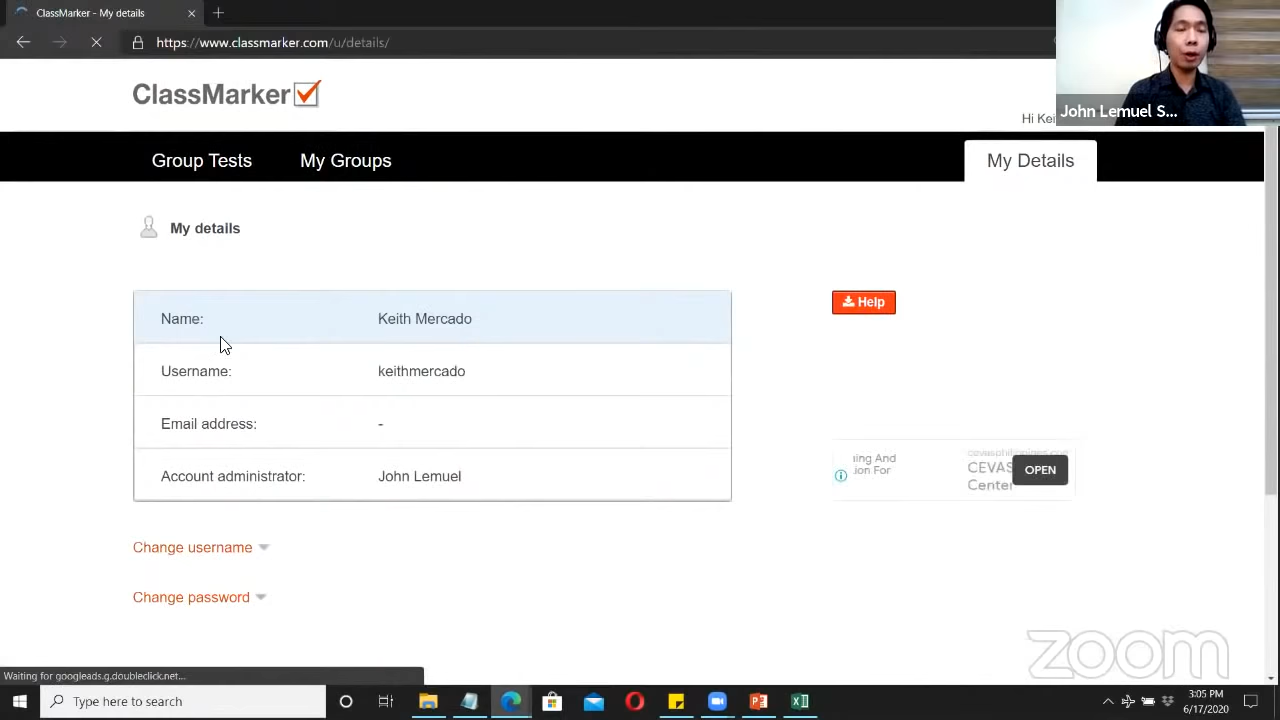 ClassMarker - My details
https://www.classmarker.com/u/details/
John Lemuel S...
ClassMarker
Hi Kei
Group Tests
My Groups
My Details
My details
Name: Keith Mercado
Help
Username: keithmercado
Email address: -
Account administrator: John Lemuel
ing And
ion For
CEVAS
Center
OPEN
Change username
Change password
zoom
Waiting for googleads.g.doubleclick.net...
Type here to search
3:05 PM
6/17/2020